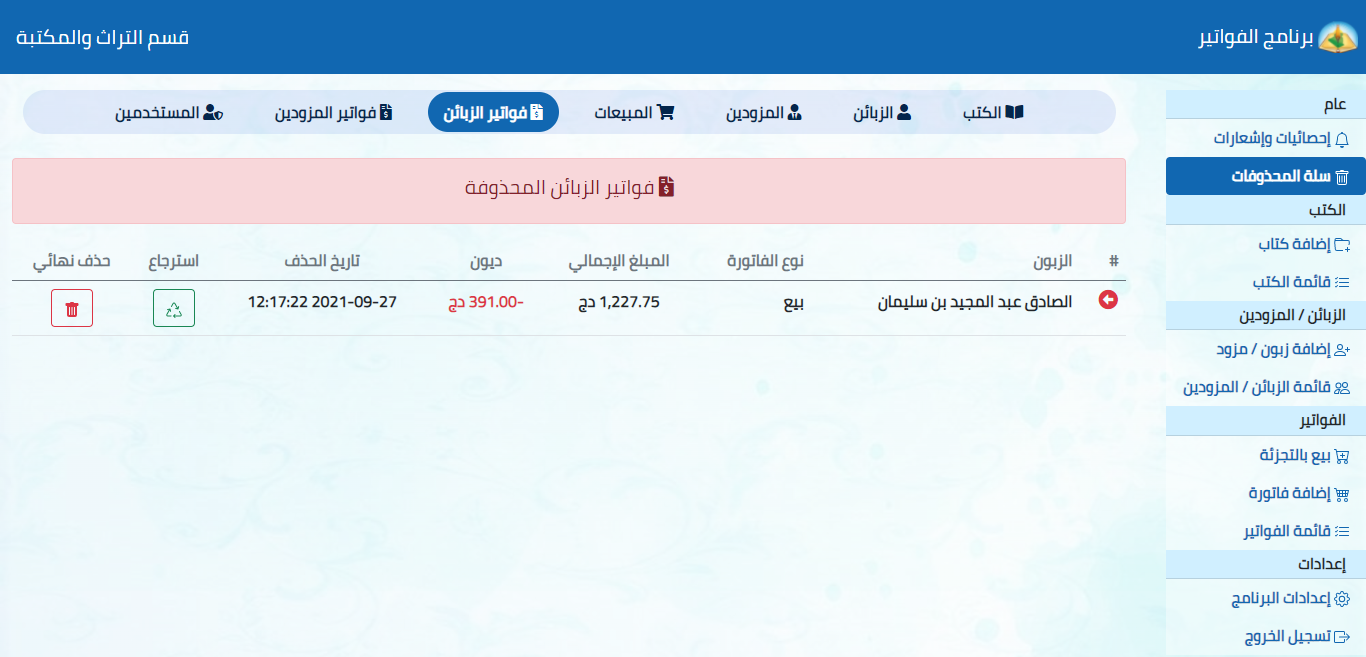 برنامج الفواتير
قسم التراث والمكتبة
عام
إحصائيات وإشعارات
سلة المحذوفات
الكتب
إضافة كتاب
قائمة الكتب
الزبائن / المزودين
إضافة زبون / مزود
قائمة الزبائن / المزودين
الفواتير
بيع بالتجزئة
إضافة فاتورة
قائمة الفواتير
إعدادات
إعدادات البرنامج
تسجيل الخروج
الكتب الزبائن المزودين المبيعات فواتير الزبائن فواتير المزودين المستخدمين
فواتير الزبائن المحذوفة
# الزبون نوع الفاتورة المبلغ الإجمالي ديون تاريخ الحذف استرجاع حذف نهائي
الصادق عبد المجيد بن سليمان بيع 1,227.75 دج -391.00 دج 2021-09-27 12:17:22